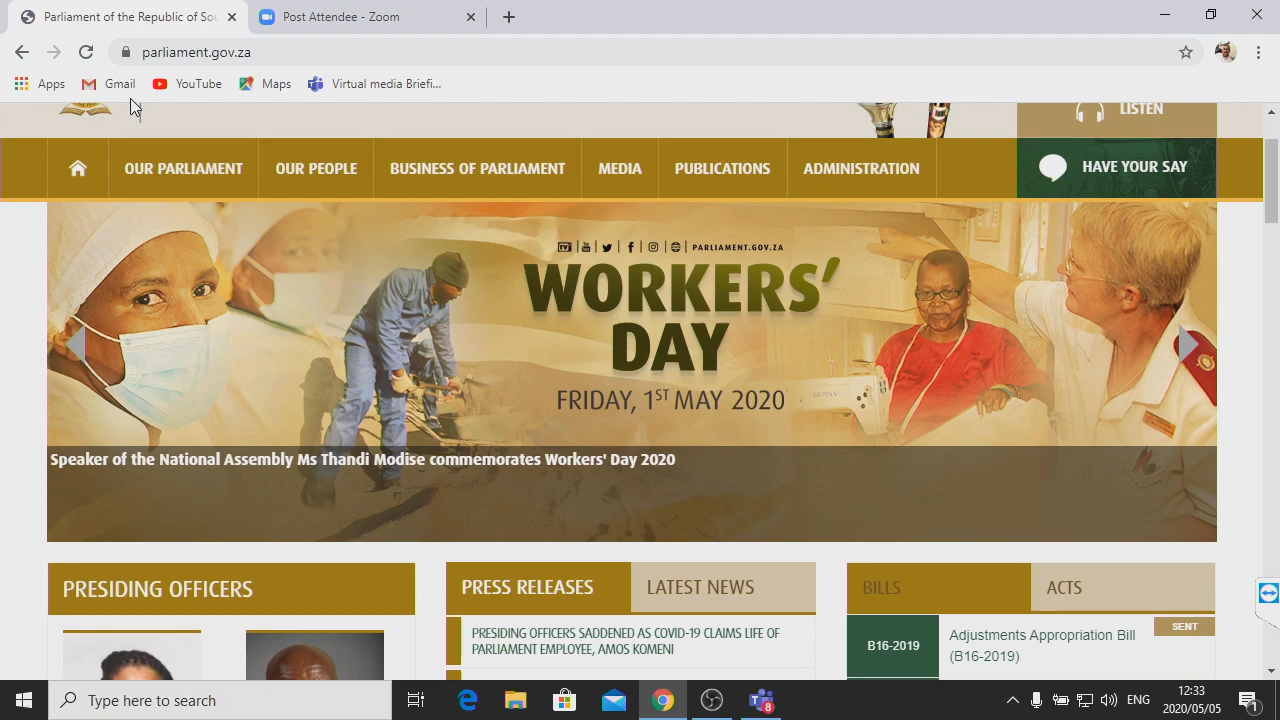 Parliament of the Republic of Sou
Post Attendee - Zoom
parliament.gov.za
Apps
Gmail
YouTube
Maps
Virtual media Briefi...
LISTEN
OUR PARLIAMENT
OUR PEOPLE
BUSINESS OF PARLIAMENT
MEDIA
PUBLICATIONS
ADMINISTRATION
HAVE YOUR SAY
PARLIAMENT.GOV.ZA
WORKERS'
DAY
FRIDAY, 1ST MAY 2020
Speaker of the National Assembly Ms Thandi Modise commemorates Workers' Day 2020
PRESIDING OFFICERS
PRESS RELEASES
LATEST NEWS
PRESIDING OFFICERS SADDENED AS COVID-19 CLAIMS LIFE OF
PARLIAMENT EMPLOYEE, AMOS KOMENI
BILLS
ACTS
SENT
B16-2019
Adjustments Appropriation Bill
(B16-2019)
Type here to search
8
ENG
12:33
2020/05/05
1